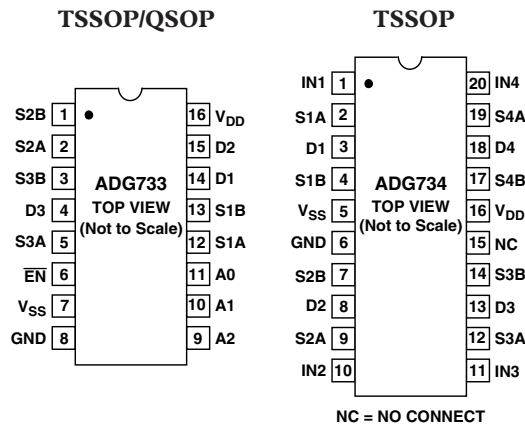 TSSOP/QSOP
S2B 1 16 VDD
S2A 2 15 D2
S3B 3 14 D1
D3 4 13 S1B
S3A 5 12 S1A
EN 6 11 A0
VSS 7 10 A1
GND 8 9 A2
ADG733
TOP VIEW
(Not to Scale)
TSSOP
IN1 1 20 IN4
S1A 2 19 S4A
D1 3 18 D4
S1B 4 17 S4B
VSS 5 16 VDD
GND 6 15 NC
S2B 7 14 S3B
D2 8 13 D3
S2A 9 12 S3A
IN2 10 11 IN3
ADG734
TOP VIEW
(Not to Scale)
NC = NO CONNECT